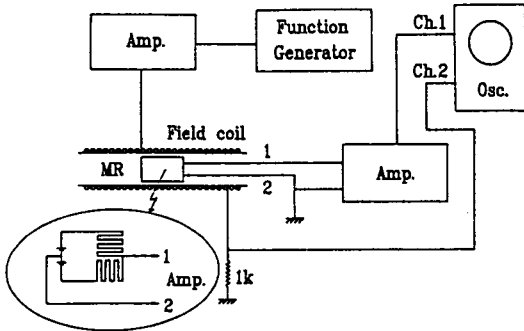 Amp.
Function
Generator
Ch.1
Ch.2
Osc.
Field coil
MR
1
2
Amp.
1
Amp.
2
1k